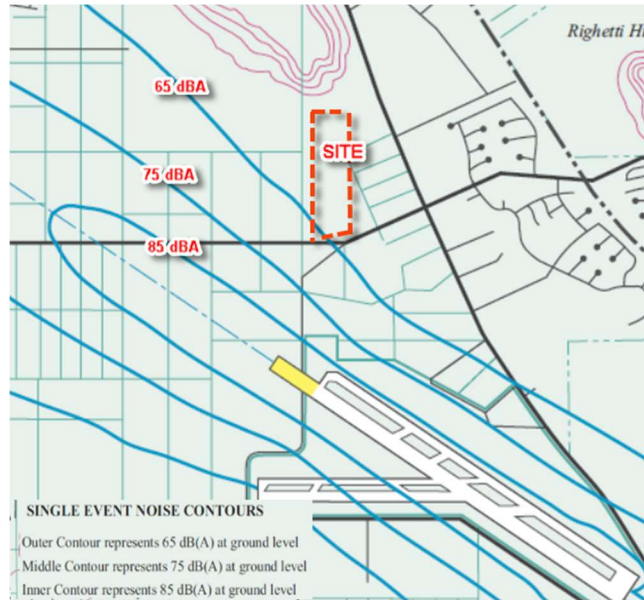 Righetti
65 dBA
SITE
75 dBA
85 dBA
SINGLE EVENT NOISE CONTOURS
Outer Contour represents 65 dB(A) at ground level
Middle Contour represents 75 dB(A) at ground level
Inner Contour represents 85 dB(A) at ground level